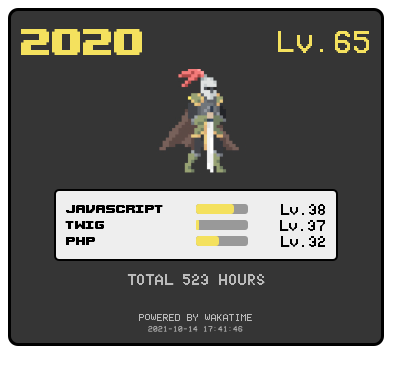 2020 Lv.65
JAVASCRIPT Lv.38
TWIG Lv.37
PHP Lv.32
TOTAL 523 HOURS
POWERED BY WAKATIME
2021-10-14 17:41:46